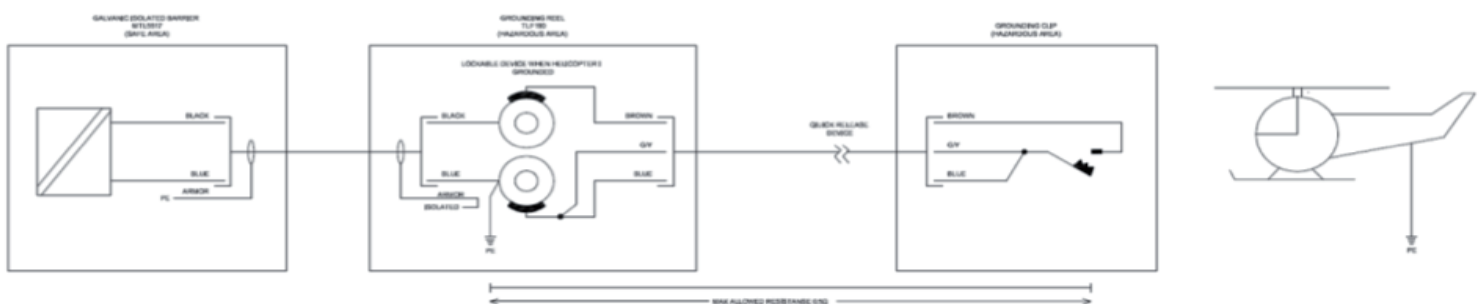 GALVANIC ISOLATED BARRIER
(SAFE AREA)
GROUNDING REEL
(HAZARDOUS AREA)
GROUNDING CLIP
(HAZARDOUS AREA)
LOCKABLE DEVICE WHEN HELICOPTER
GROUNDED
BLACK
BLUE
ARMOR
PE
BLACK
BLUE
ARMOR
ISOLATED
PE
BROWN
G/Y
BLUE
QUICK RELEASE
DEVICE
BROWN
G/Y
BLUE
PE
MAX ALLOWED RESISTANCE